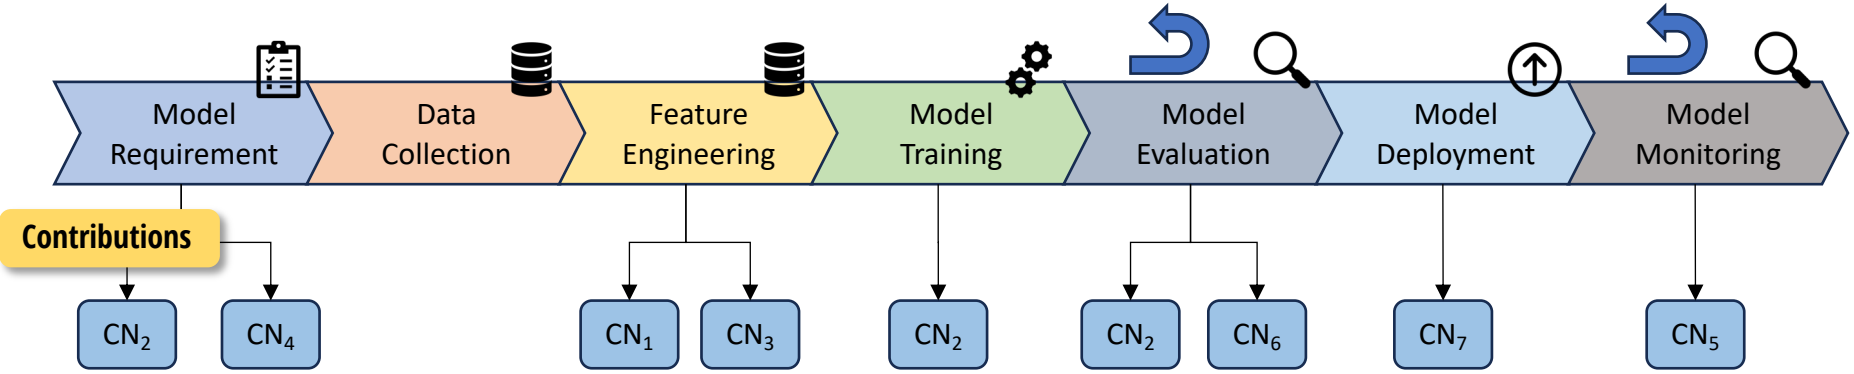 Model
Requirement
Data
Collection
Feature
Engineering
Model
Training
Model
Evaluation
Model
Deployment
Model
Monitoring
Contributions
CN₂
CN₄
CN₁
CN₃
CN₂
CN₂
CN₆
CN₇
CN₅